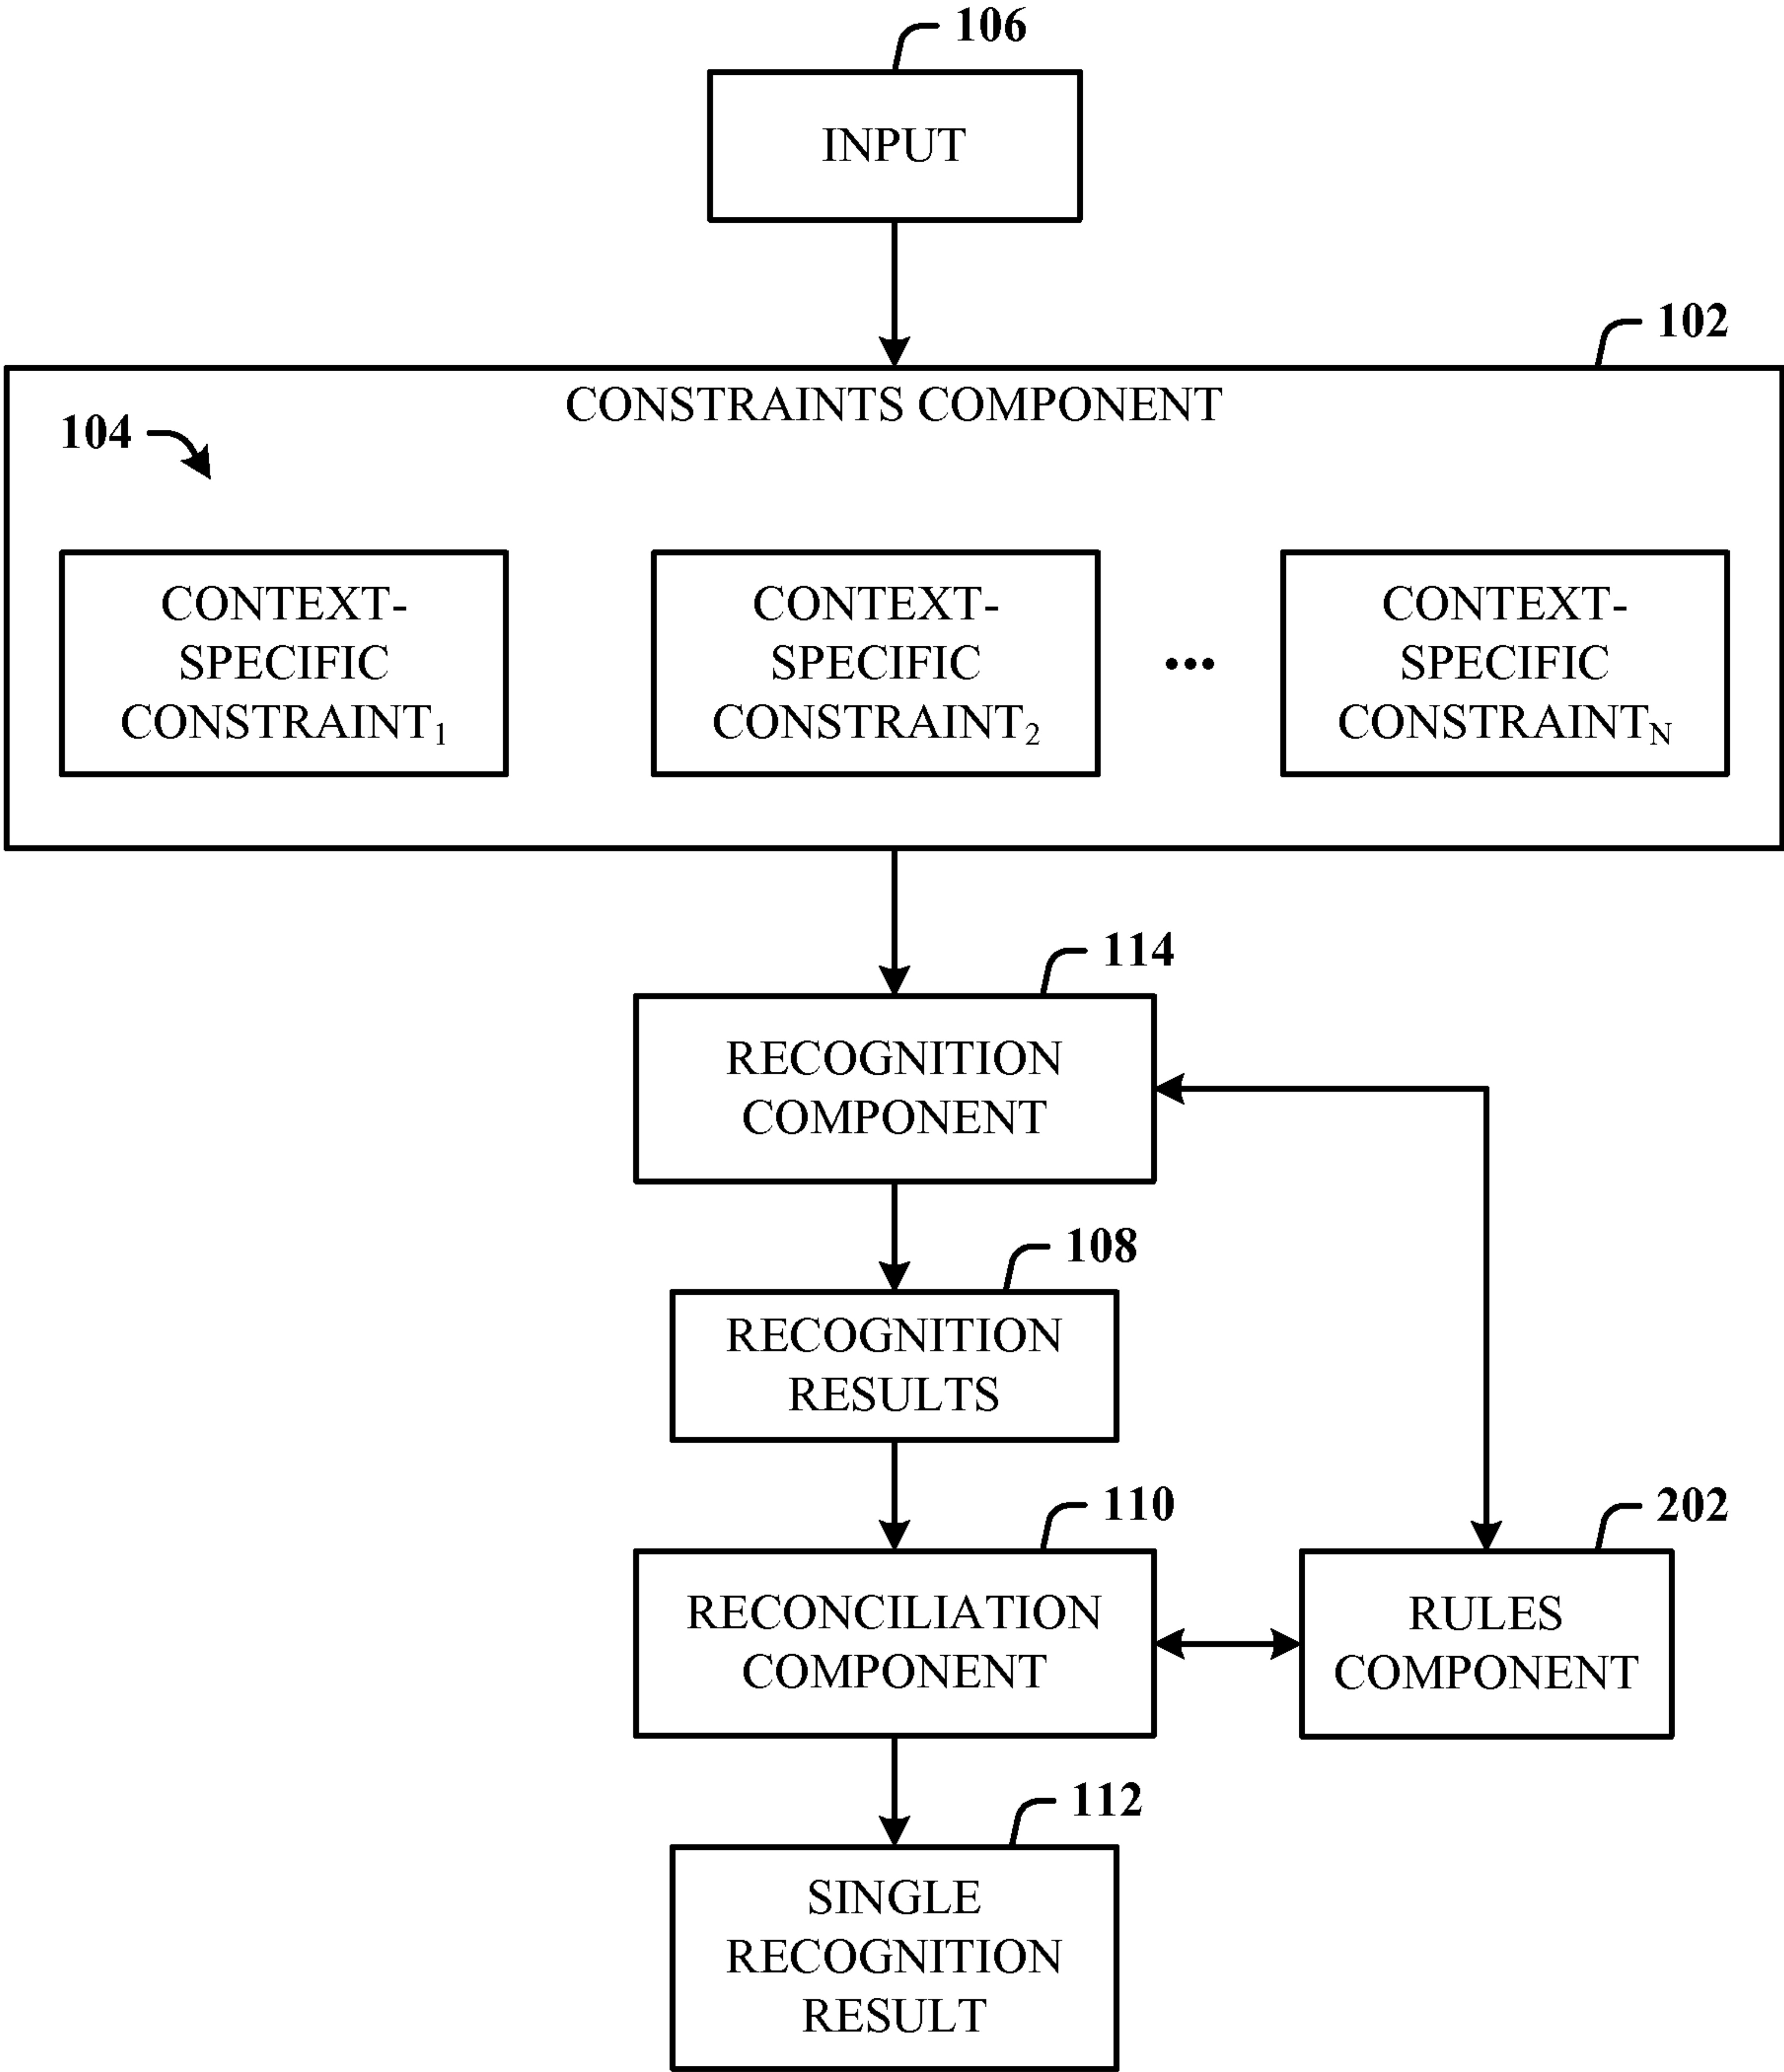 106
INPUT
102
CONSTRAINTS COMPONENT
104
CONTEXT-
SPECIFIC
CONSTRAINT1
CONTEXT-
SPECIFIC
CONSTRAINT2
...
CONTEXT-
SPECIFIC
CONSTRAINTN
114
RECOGNITION
COMPONENT
108
RECOGNITION
RESULTS
110
RECONCILIATION
COMPONENT
202
RULES
COMPONENT
112
SINGLE
RECOGNITION
RESULT